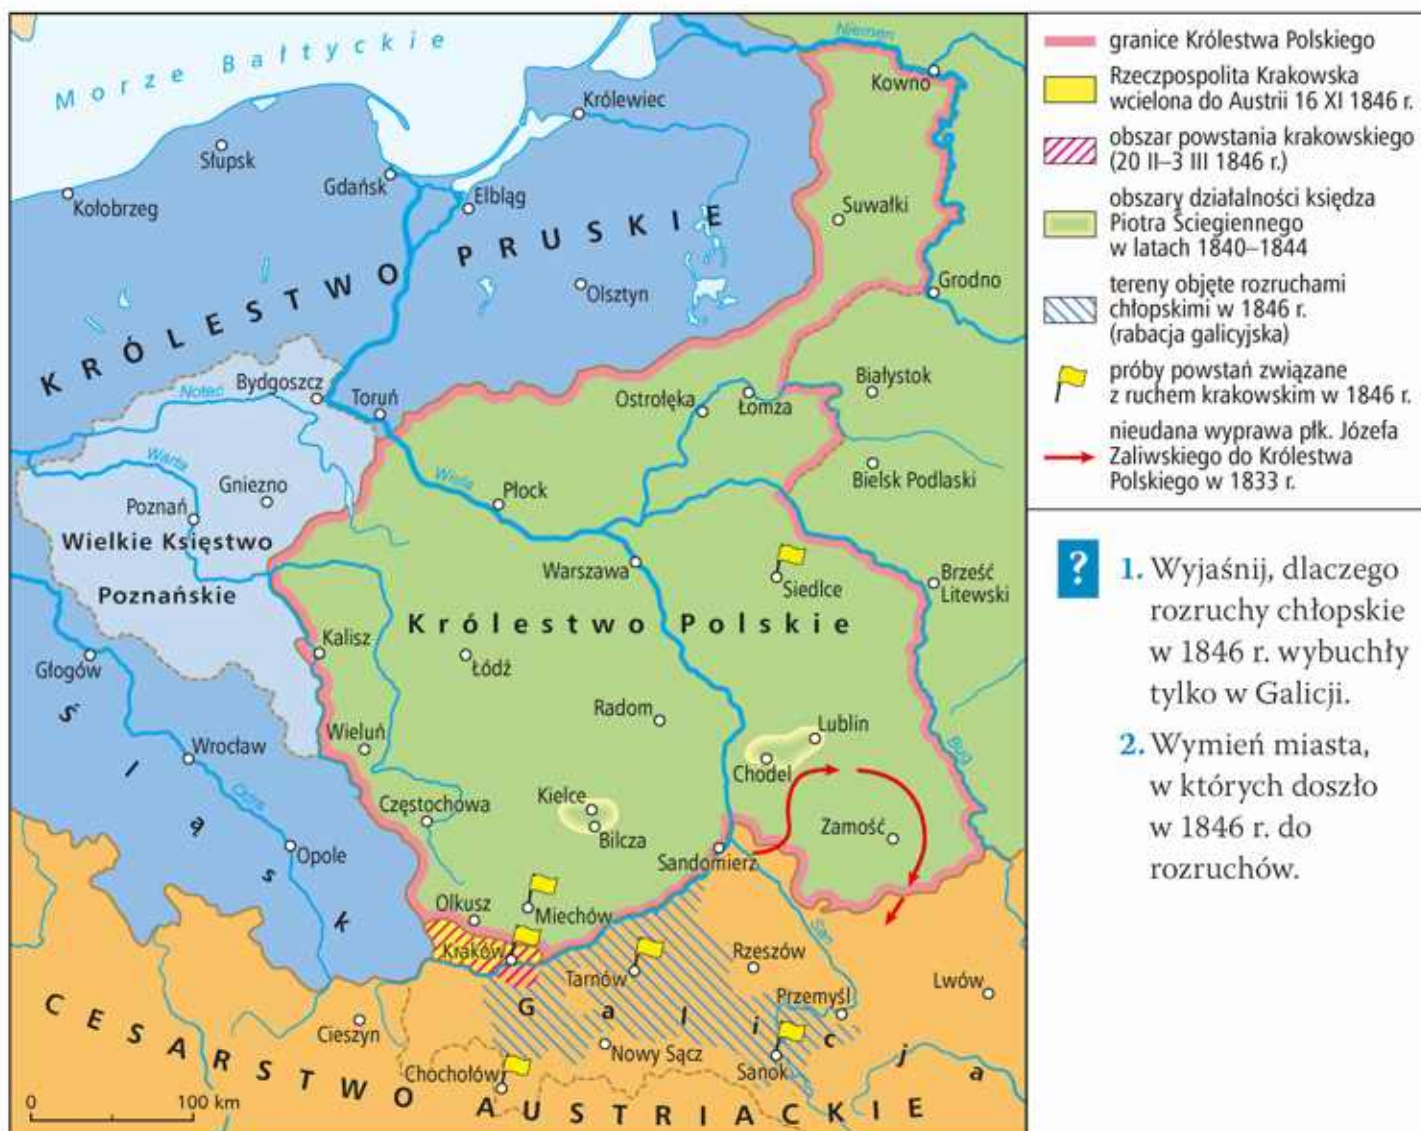 Morze Bałtyckie
Niemen
Kowno
Królewiec
Słupsk
Gdańsk
Elbląg
Kołobrzeg
Suwałki
KRÓLESTWO PRUSKIE
Olsztyn
Grodno
Noteć
Bydgoszcz
Toruń
Ostrołęka
Łomża
Białystok
Warta
Gniezno
Wisła
Płock
Bielsk Podlaski
Poznań
Wielkie Księstwo
Poznańskie
Warszawa
Siedlce
Brześć
Litewski
Królestwo Polskie
Kalisz
Łódź
Głogów
Śląsk
Radom
Lublin
Wieluń
Wrocław
Chodel
Bug
Odra
Kielce
Częstochowa
Bilcza
Zamość
Opole
Sandomierz
Olkusz
Miechów
Kraków
San
Tarnów
Rzeszów
Przemyśl
Lwów
Galicja
Cieszyn
Nowy Sącz
Sanok
Chochołów
CESARSTWO AUSTRIACKIE
0 100 km
granice Królestwa Polskiego
Rzeczpospolita Krakowska
wcielona do Austrii 16 XI 1846 r.
obszar powstania krakowskiego
(20 II–3 III 1846 r.)
obszary działalności księdza
Piotra Ściegiennego
w latach 1840–1844
tereny objęte rozruchami
chłopskimi w 1846 r.
(rabacja galicyjska)
próby powstań związane
z ruchem krakowskim w 1846 r.
nieudana wyprawa płk. Józefa
Zaliwskiego do Królestwa
Polskiego w 1833 r.
?
1. Wyjaśnij, dlaczego
rozruchy chłopskie
w 1846 r. wybuchły
tylko w Galicji.
2. Wymień miasta,
w których doszło
w 1846 r. do
rozruchów.